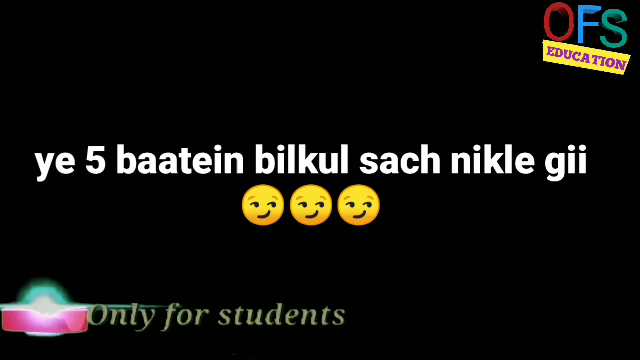 OFS
EDUCATION
ye 5 baatein bilkul sach nikle gii
😏😏😏
Only for students